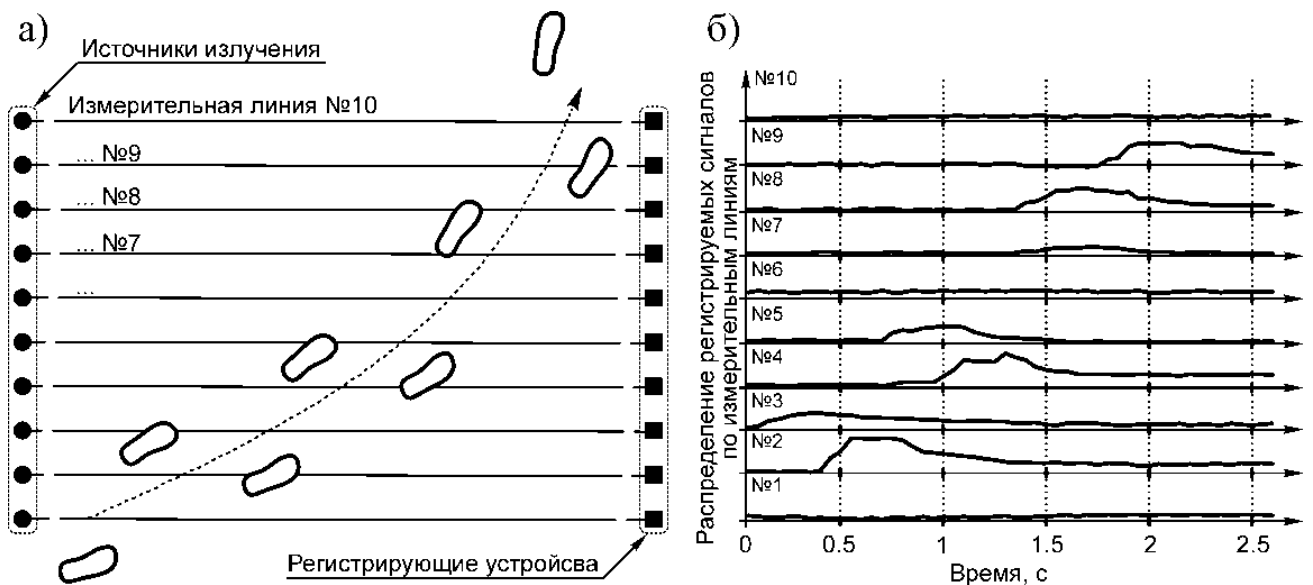 а)
Источники излучения
Измерительная линия №10
... №9
... №8
... №7
...
Регистрирующие устройсва
б)
Распределение регистрируемых сигналов
по измерительным линиям
№10
№9
№8
№7
№6
№5
№4
№3
№2
№1
0 0.5 1 1.5 2 2.5
Время, с